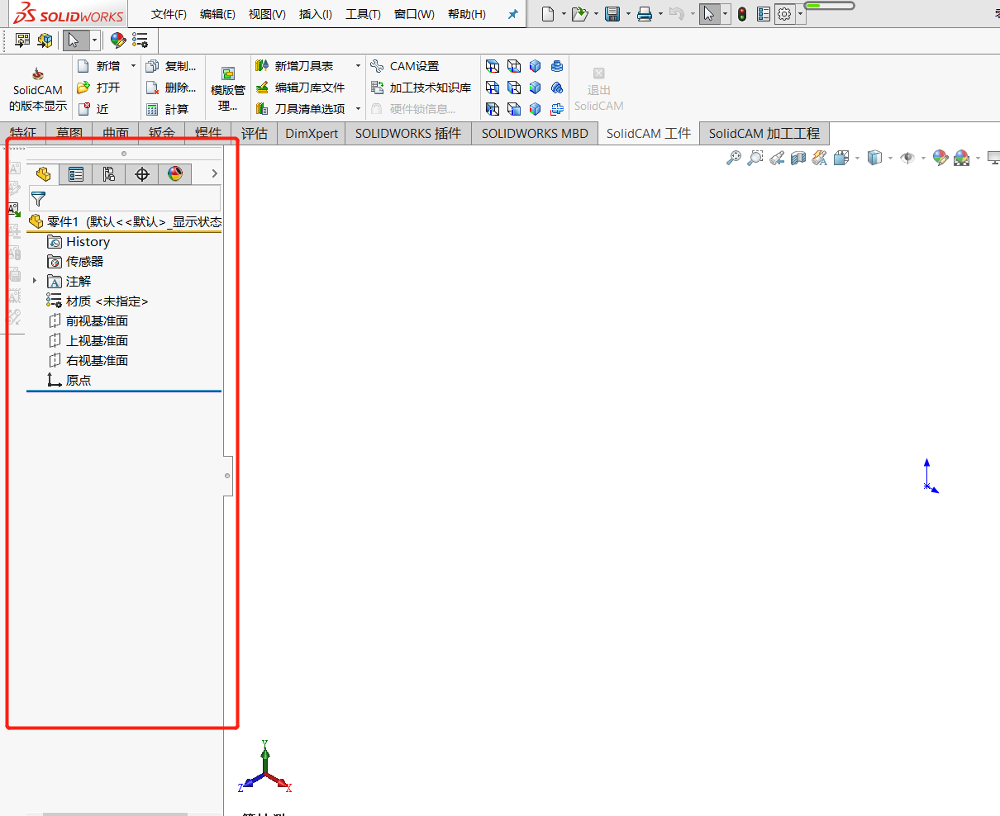 SOLIDWORKS 文件(F) 编辑(E) 视图(V) 插入(I) 工具(T) 窗口(W) 帮助(H)
SolidCAM
的版本显示
新增
打开
近
复制...
删除...
計算
模版管
理...
新增刀具表
编辑刀库文件
刀具清单选项
CAM设置
加工技术知识库
硬件锁信息...
退出
SolidCAM
特征 草图 曲面 钣金 焊件 评估 DimXpert SOLIDWORKS 插件 SOLIDWORKS MBD SolidCAM 工件 SolidCAM 加工工程
零件1 (默认<<默认>_显示状态
History
传感器
注解
材质 <未指定>
前视基准面
上视基准面
右视基准面
原点
Y
Z X